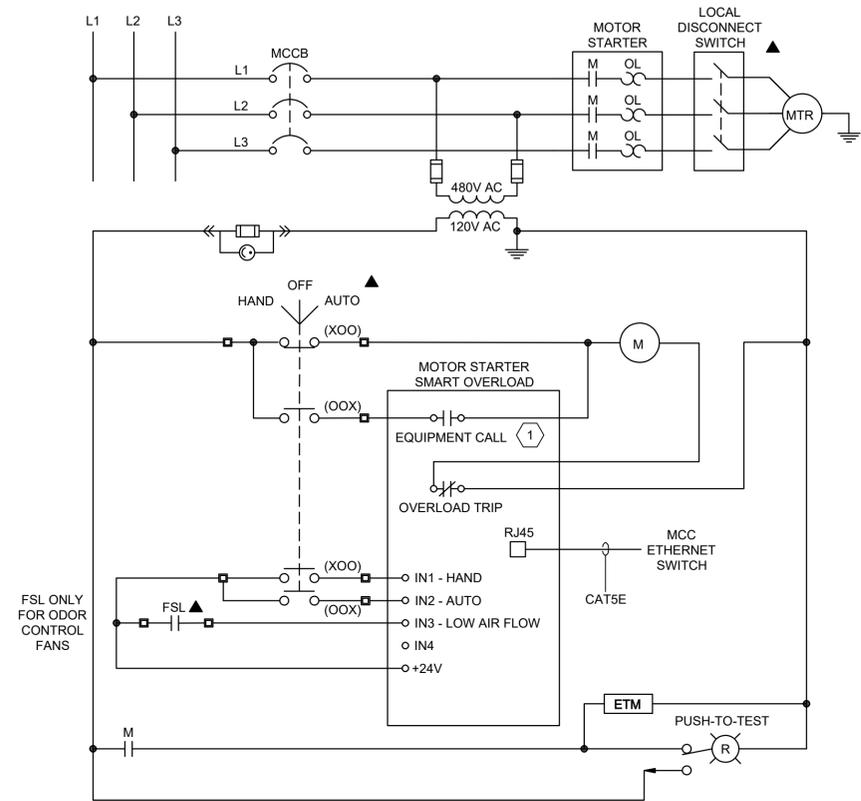 L1 L2 L3
MCCB
L1
L2
L3
MOTOR
STARTER
M OL
M OL
M OL
LOCAL
DISCONNECT
SWITCH
MTR
480V AC
120V AC
OFF
HAND AUTO
(XOO)
M
MOTOR STARTER
SMART OVERLOAD
(OOX)
EQUIPMENT CALL 1
OVERLOAD TRIP
RJ45
MCC
ETHERNET
SWITCH
CAT5E
(XOO)
IN1 - HAND
IN2 - AUTO
(OOX)
FSL
IN3 - LOW AIR FLOW
IN4
+24V
FSL ONLY
FOR ODOR
CONTROL
FANS
ETM
PUSH-TO-TEST
M
R